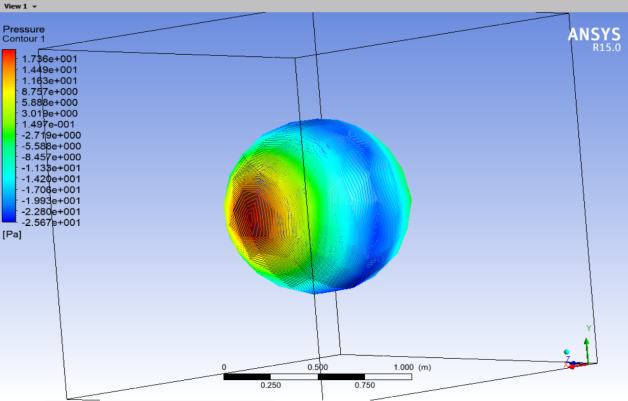 View 1
Pressure
Contour 1
ANSYS
R15.0
1.736e+001
1.449e+001
1.163e+001
8.757e+000
5.888e+000
3.019e+000
1.497e-001
-2.719e+000
-5.588e+000
-8.457e+000
-1.133e+001
-1.420e+001
-1.706e+001
-1.993e+001
-2.280e+001
-2.567e+001
[Pa]
Y
Z
0 0.500 1.000 (m)
0.250 0.750